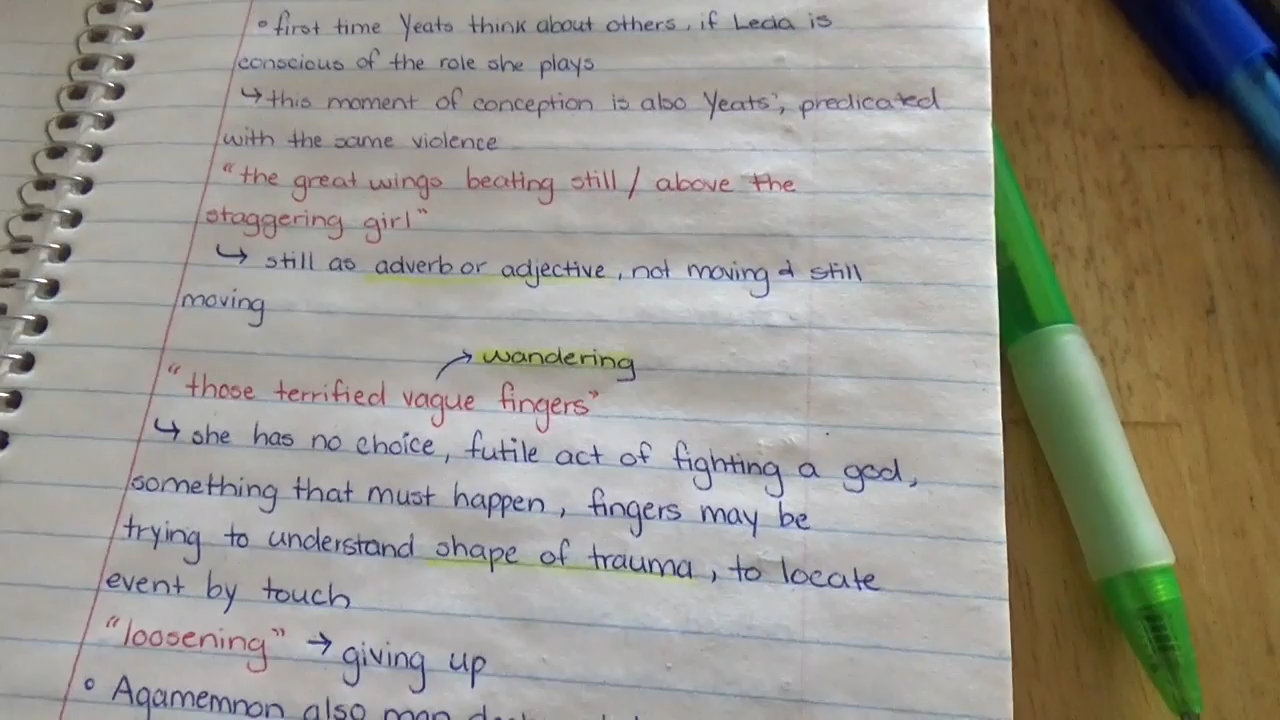 • first time Yeats think about others, if Leda is
conscious of the role she plays
↳ this moment of conception is also Yeats', predicated
with the same violence
"the great wings beating still / above the
staggering girl"
↳ still as adverb or adjective, not moving & still
moving
→ wandering
"those terrified vague fingers"
↳ she has no choice, futile act of fighting a god,
something that must happen, fingers may be
trying to understand shape of trauma, to locate
event by touch
"loosening" → giving up
• Agamemnon also man